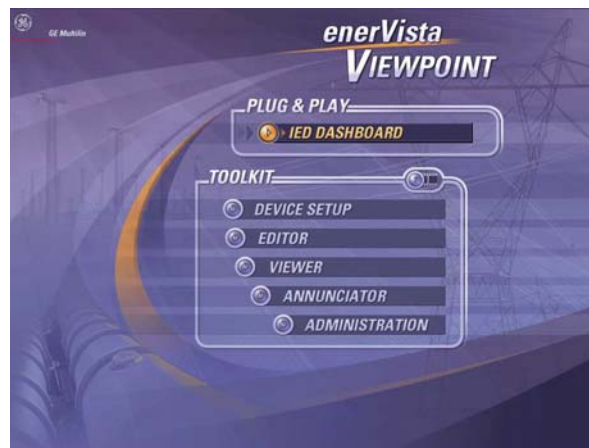 GE Multilin
enerVista
VIEWPOINT
PLUG & PLAY
IED DASHBOARD
TOOLKIT
DEVICE SETUP
EDITOR
VIEWER
ANNUNCIATOR
ADMINISTRATION